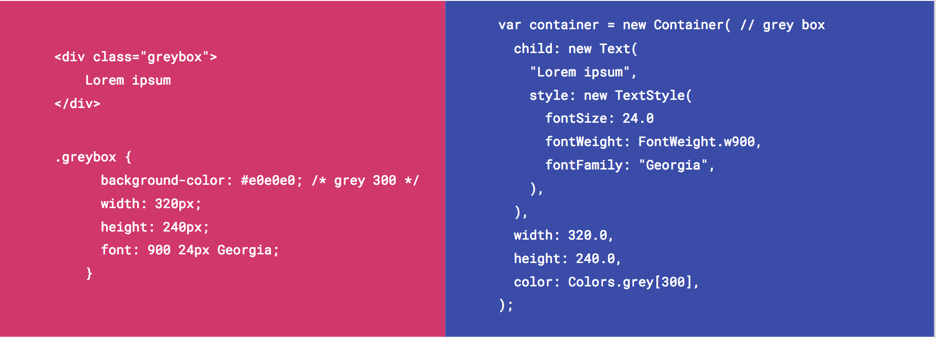 <div class="greybox">
    Lorem ipsum
</div>
.greybox {
      background-color: #e0e0e0; /* grey 300 */
      width: 320px;
      height: 240px;
      font: 900 24px Georgia;
    }
var container = new Container( // grey box
  child: new Text(
    "Lorem ipsum",
    style: new TextStyle(
      fontSize: 24.0
      fontWeight: FontWeight.w900,
      fontFamily: "Georgia",
    ),
  ),
  width: 320.0,
  height: 240.0,
  color: Colors.grey[300],
);